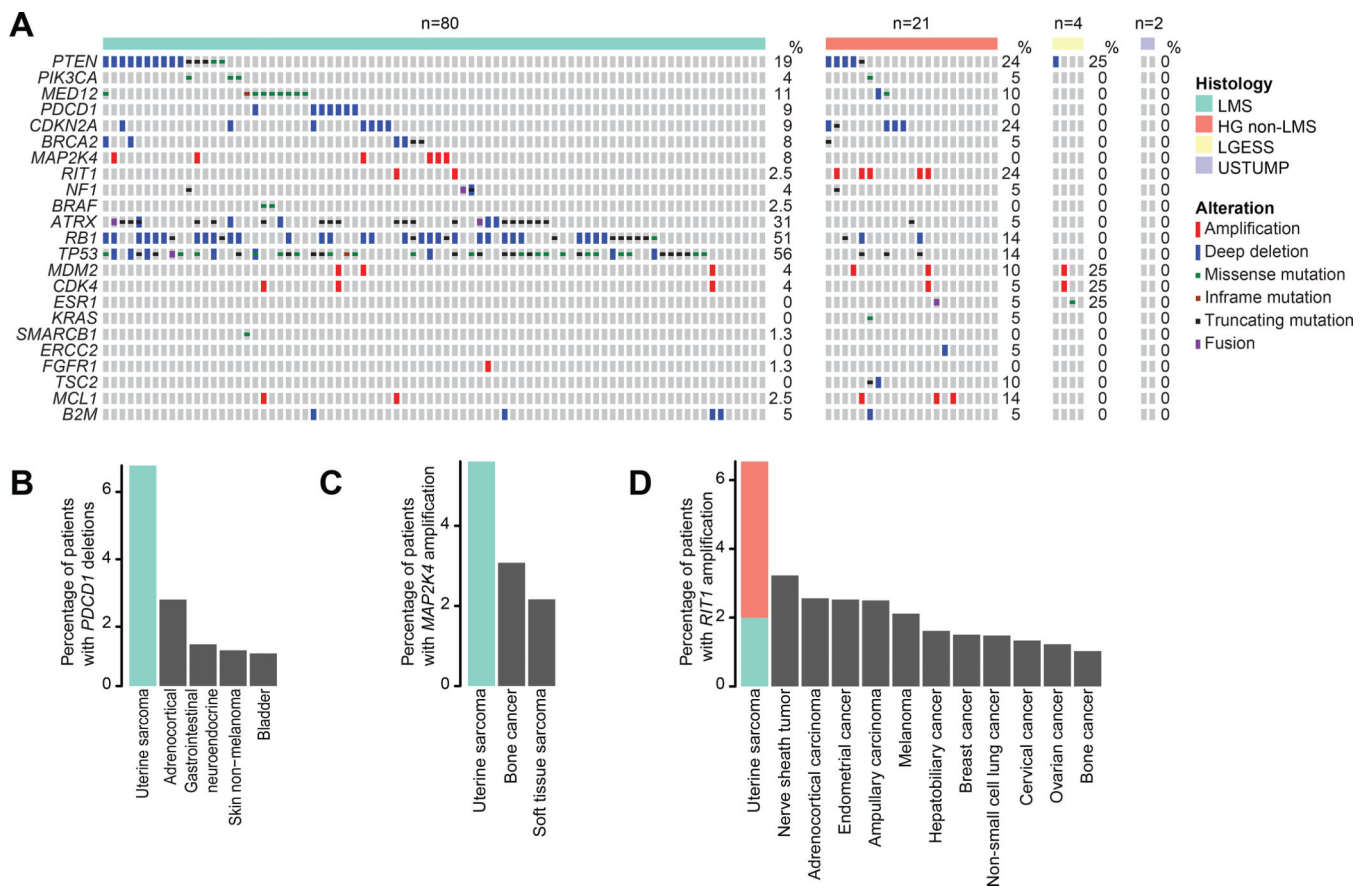 A
n=80
n=21
n=4
n=2
% % % %
PTEN 19 24 25 0
PIK3CA 4 5 0 0
MED12 11 10 0 0
PDCD1 9 0 0 0
CDKN2A 9 24 0 0
BRCA2 8 5 0 0
MAP2K4 8 0 0 0
RIT1 2.5 24 0 0
NF1 4 5 0 0
BRAF 2.5 0 0 0
ATRX 31 5 0 0
RB1 51 14 0 0
TP53 56 14 0 0
MDM2 4 10 25 0
CDK4 4 5 25 0
ESR1 0 5 25 0
KRAS 0 5 0 0
SMARCB1 1.3 0 0 0
ERCC2 0 5 0 0
FGFR1 1.3 0 0 0
TSC2 0 10 0 0
MCL1 2.5 14 0 0
B2M 5 5 0 0
Histology
LMS
HG non-LMS
LGESS
USTUMP
Alteration
Amplification
Deep deletion
Missense mutation
Inframe mutation
Truncating mutation
Fusion
B
Percentage of patients
with PDCD1 deletions
6
4
2
0
Uterine sarcoma
Adrenocortical
Gastrointestinal
neuroendocrine
Skin non−melanoma
Bladder
C
Percentage of patients
with MAP2K4 amplification
4
2
0
Uterine sarcoma
Bone cancer
Soft tissue sarcoma
D
Percentage of patients
with RIT1 amplification
6
4
2
0
Uterine sarcoma
Nerve sheath tumor
Adrenocortical carcinoma
Endometrial cancer
Ampullary carcinoma
Melanoma
Hepatobiliary cancer
Breast cancer
Non-small cell lung cancer
Cervical cancer
Ovarian cancer
Bone cancer